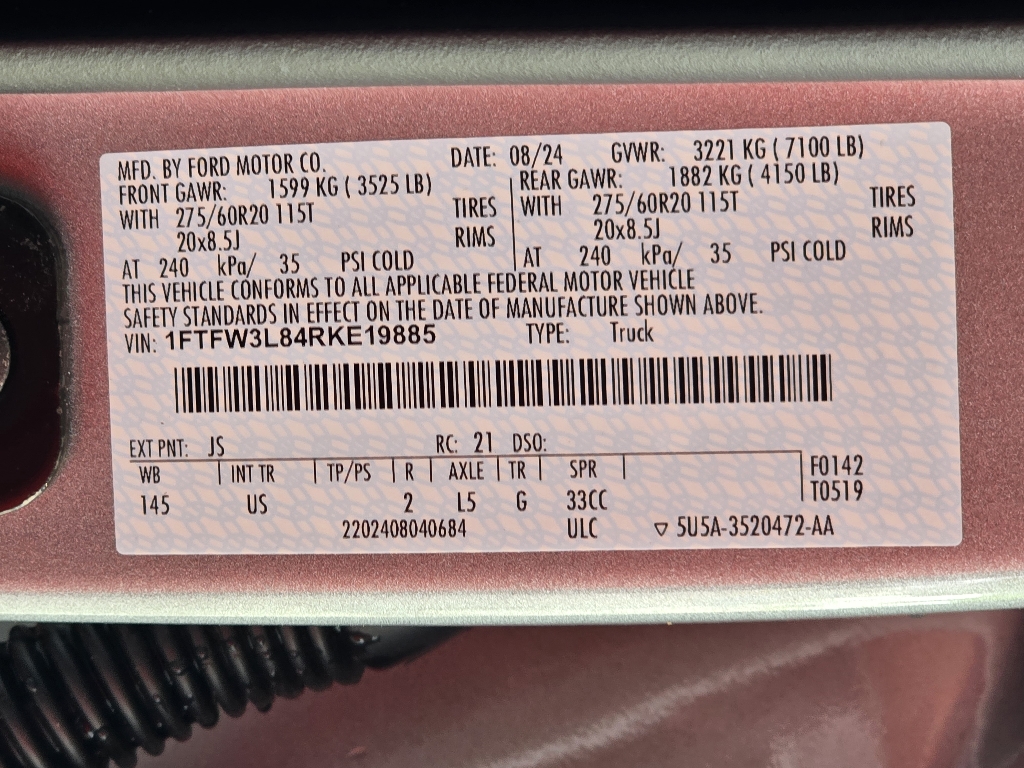 MFD. BY FORD MOTOR CO. DATE: 08/24 GVWR: 3221 KG ( 7100 LB)
FRONT GAWR: 1599 KG ( 3525 LB) REAR GAWR: 1882 KG ( 4150 LB)
WITH 275/60R20 115T TIRES WITH 275/60R20 115T TIRES
20x8.5J RIMS 20x8.5J RIMS
AT 240 kPa/ 35 PSI COLD AT 240 kPa/ 35 PSI COLD
THIS VEHICLE CONFORMS TO ALL APPLICABLE FEDERAL MOTOR VEHICLE
SAFETY STANDARDS IN EFFECT ON THE DATE OF MANUFACTURE SHOWN ABOVE.
VIN: 1FTFW3L84RKE19885 TYPE: Truck
EXT PNT: JS RC: 21 DSO:
WB INT TR TP/PS R AXLE TR SPR F0142
145 US 2 L5 G 33CC T0519
2202408040684 ULC ▽ 5U5A-3520472-AA